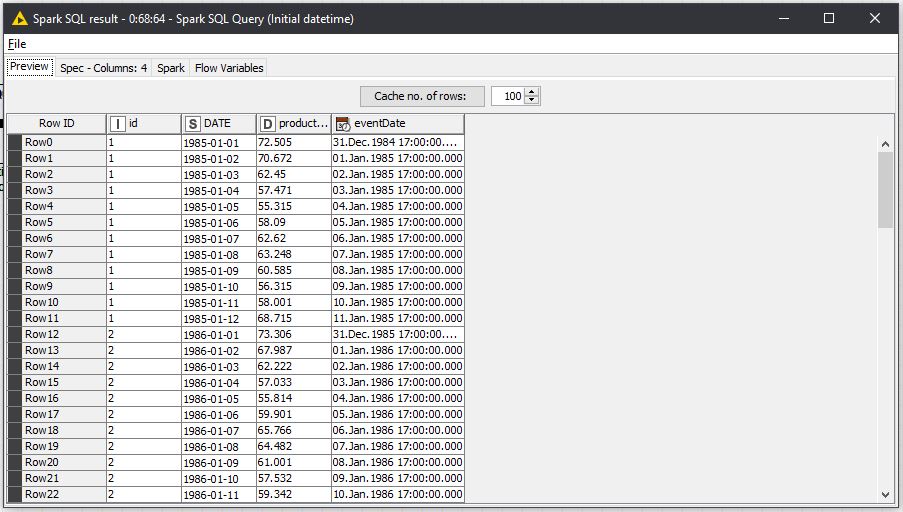 Spark SQL result - 0:68:64 - Spark SQL Query (Initial datetime)
File
Preview Spec - Columns: 4 Spark Flow Variables
Cache no. of rows: 100
Row ID I id S DATE D product... eventDate
Row0 1 1985-01-01 72.505 31.Dec.1984 17:00:00....
Row1 1 1985-01-02 70.672 01.Jan.1985 17:00:00.000
Row2 1 1985-01-03 62.45 02.Jan.1985 17:00:00.000
Row3 1 1985-01-04 57.471 03.Jan.1985 17:00:00.000
Row4 1 1985-01-05 55.315 04.Jan.1985 17:00:00.000
Row5 1 1985-01-06 58.09 05.Jan.1985 17:00:00.000
Row6 1 1985-01-07 62.62 06.Jan.1985 17:00:00.000
Row7 1 1985-01-08 63.248 07.Jan.1985 17:00:00.000
Row8 1 1985-01-09 60.585 08.Jan.1985 17:00:00.000
Row9 1 1985-01-10 56.315 09.Jan.1985 17:00:00.000
Row10 1 1985-01-11 58.001 10.Jan.1985 17:00:00.000
Row11 1 1985-01-12 68.715 11.Jan.1985 17:00:00.000
Row12 2 1986-01-01 73.306 31.Dec.1985 17:00:00....
Row13 2 1986-01-02 67.987 01.Jan.1986 17:00:00.000
Row14 2 1986-01-03 62.222 02.Jan.1986 17:00:00.000
Row15 2 1986-01-04 57.033 03.Jan.1986 17:00:00.000
Row16 2 1986-01-05 55.814 04.Jan.1986 17:00:00.000
Row17 2 1986-01-06 59.901 05.Jan.1986 17:00:00.000
Row18 2 1986-01-07 65.766 06.Jan.1986 17:00:00.000
Row19 2 1986-01-08 64.482 07.Jan.1986 17:00:00.000
Row20 2 1986-01-09 61.001 08.Jan.1986 17:00:00.000
Row21 2 1986-01-10 57.532 09.Jan.1986 17:00:00.000
Row22 2 1986-01-11 59.342 10.Jan.1986 17:00:00.000